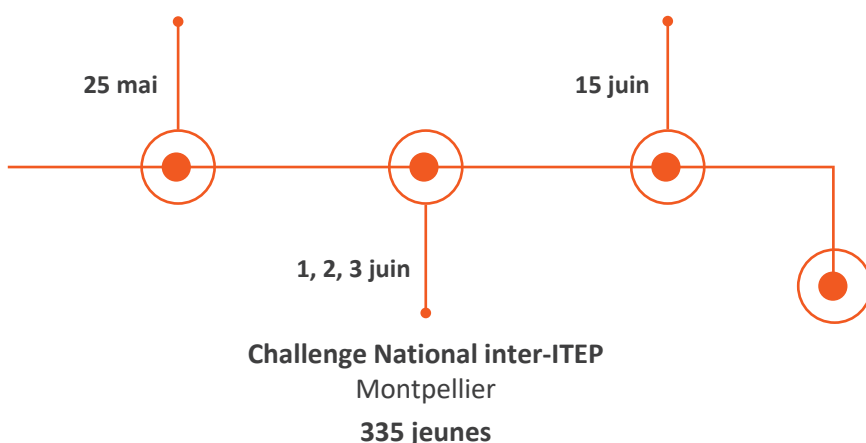 25 mai
15 juin
1, 2, 3 juin
Challenge National inter-ITEP
Montpellier
335 jeunes